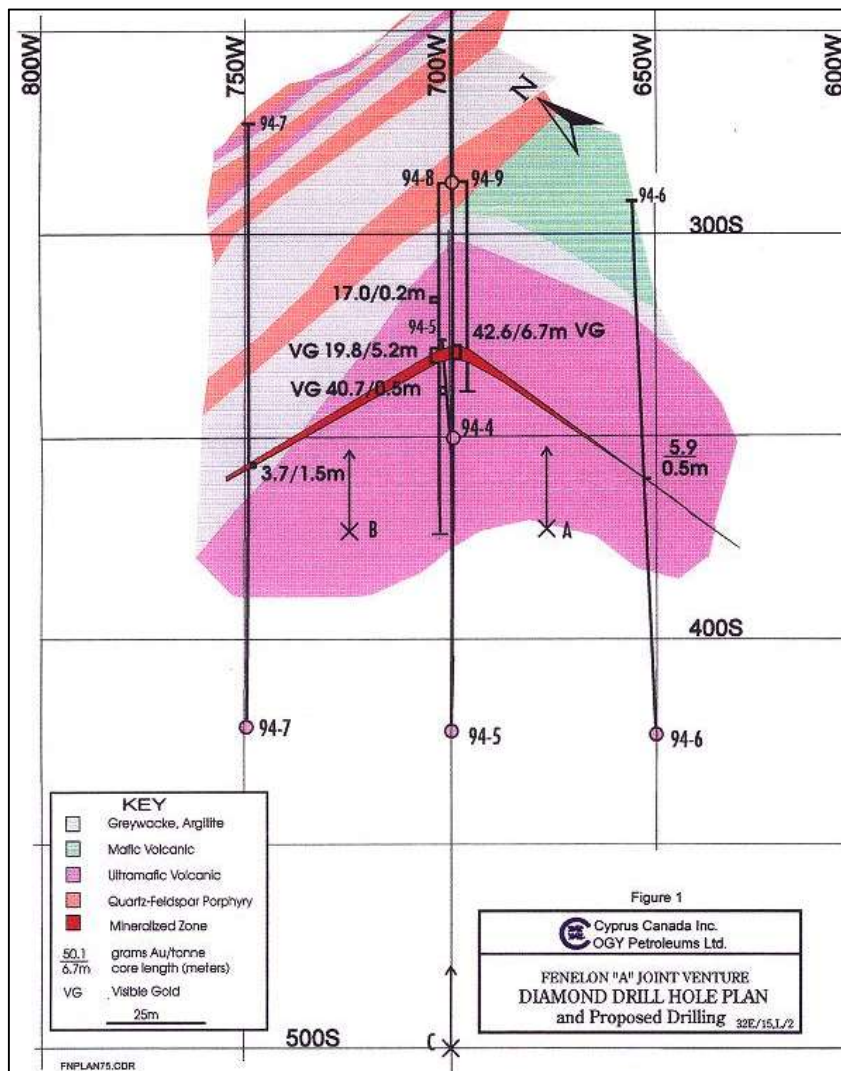 800W
750W
700W
650W
600W
N
94-7
94-8
94-9
94-6
300S
17.0/0.2m
94-5
42.6/6.7m VG
VG 19.8/5.2m
VG 40.7/0.5m
94-4
5.9
0.5m
3.7/1.5m
B
A
400S
94-7
94-5
94-6
KEY
Greywacke, Argillite
Mafic Volcanic
Ultramafic Volcanic
Quartz-Feldspar Porphyry
Mineralized Zone
50.1
6.7m
grams Au/tonne
core length (meters)
VG Visible Gold
25m
Figure 1
Cyprus Canada Inc.
OGY Petroleums Ltd.
FENELON "A" JOINT VENTURE
DIAMOND DRILL HOLE PLAN
and Proposed Drilling 32E/15,L/2
500S
C
FNPLAN75.CDR